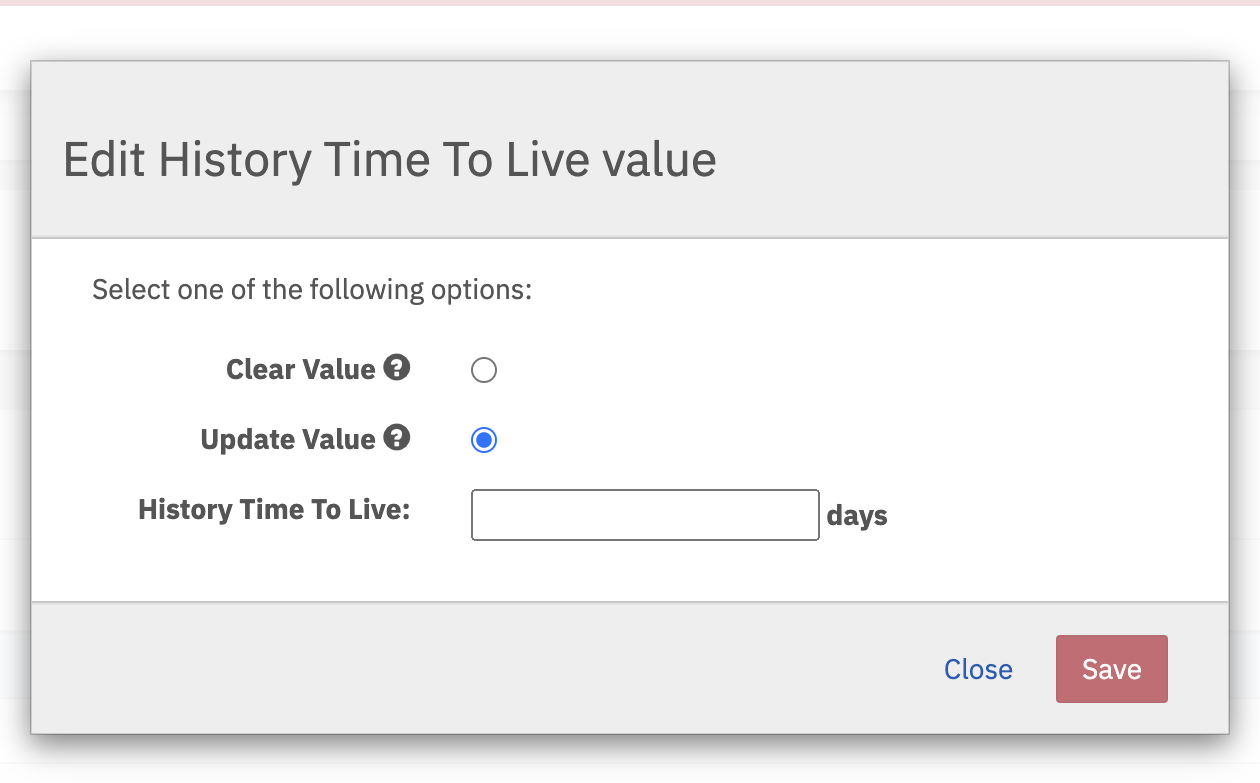 Edit History Time To Live value
Select one of the following options:
Clear Value ?
Update Value ?
History Time To Live: days
Close Save